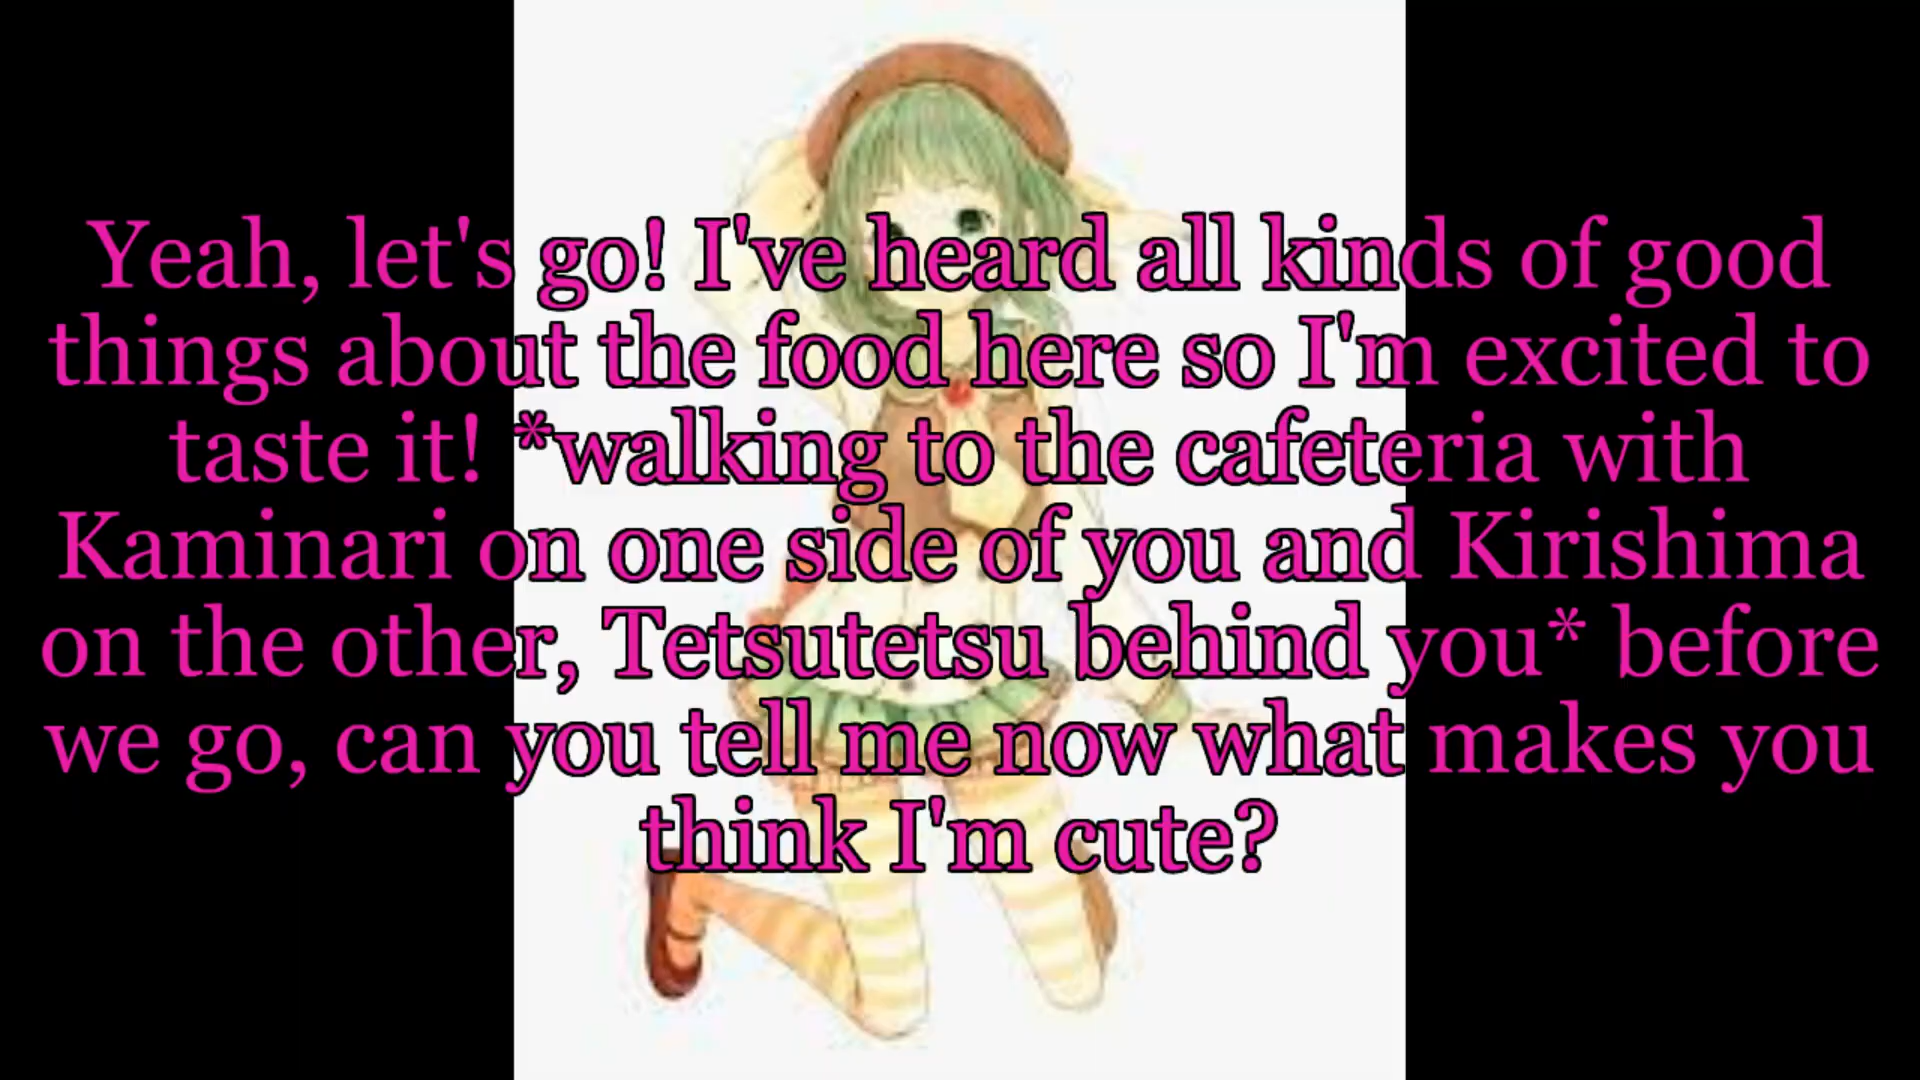 Yeah, let's go! I've heard all kinds of good
things about the food here so I'm excited to
taste it! *walking to the cafeteria with
Kaminari on one side of you and Kirishima
on the other, Tetsutetsu behind you* before
we go, can you tell me now what makes you
think I'm cute?